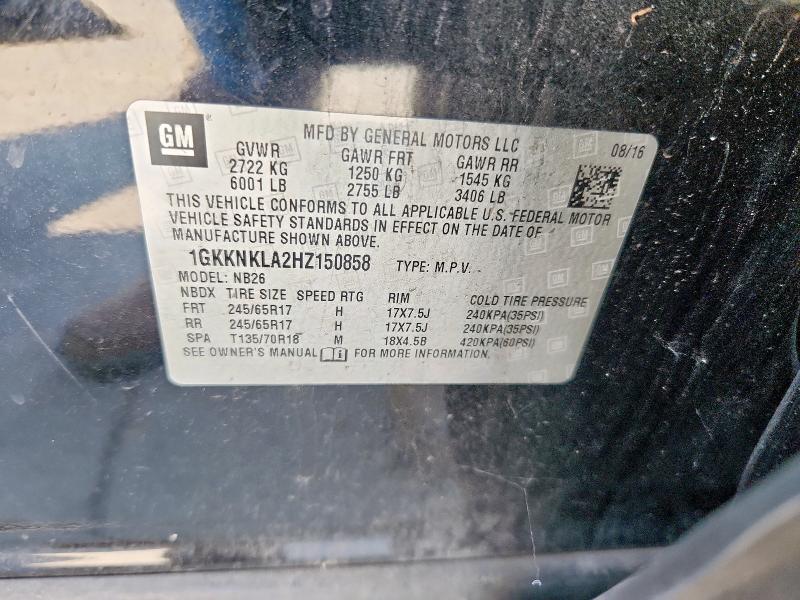 GM
MFD BY GENERAL MOTORS LLC
08/16
GVWR GAWR FRT GAWR RR
2722 KG 1250 KG 1545 KG
6001 LB 2755 LB 3406 LB
THIS VEHICLE CONFORMS TO ALL APPLICABLE U.S. FEDERAL MOTOR
VEHICLE SAFETY STANDARDS IN EFFECT ON THE DATE OF
MANUFACTURE SHOWN ABOVE.
1GKKNKLA2HZ150858 TYPE: M.P.V.
MODEL: NB26
NBDX TIRE SIZE SPEED RTG RIM COLD TIRE PRESSURE
FRT 245/65R17 H 17X7.5J 240KPA(35PSI)
RR 245/65R17 H 17X7.5J 240KPA(35PSI)
SPA T135/70R18 M 18X4.5B 420KPA(60PSI)
SEE OWNER'S MANUAL FOR MORE INFORMATION.